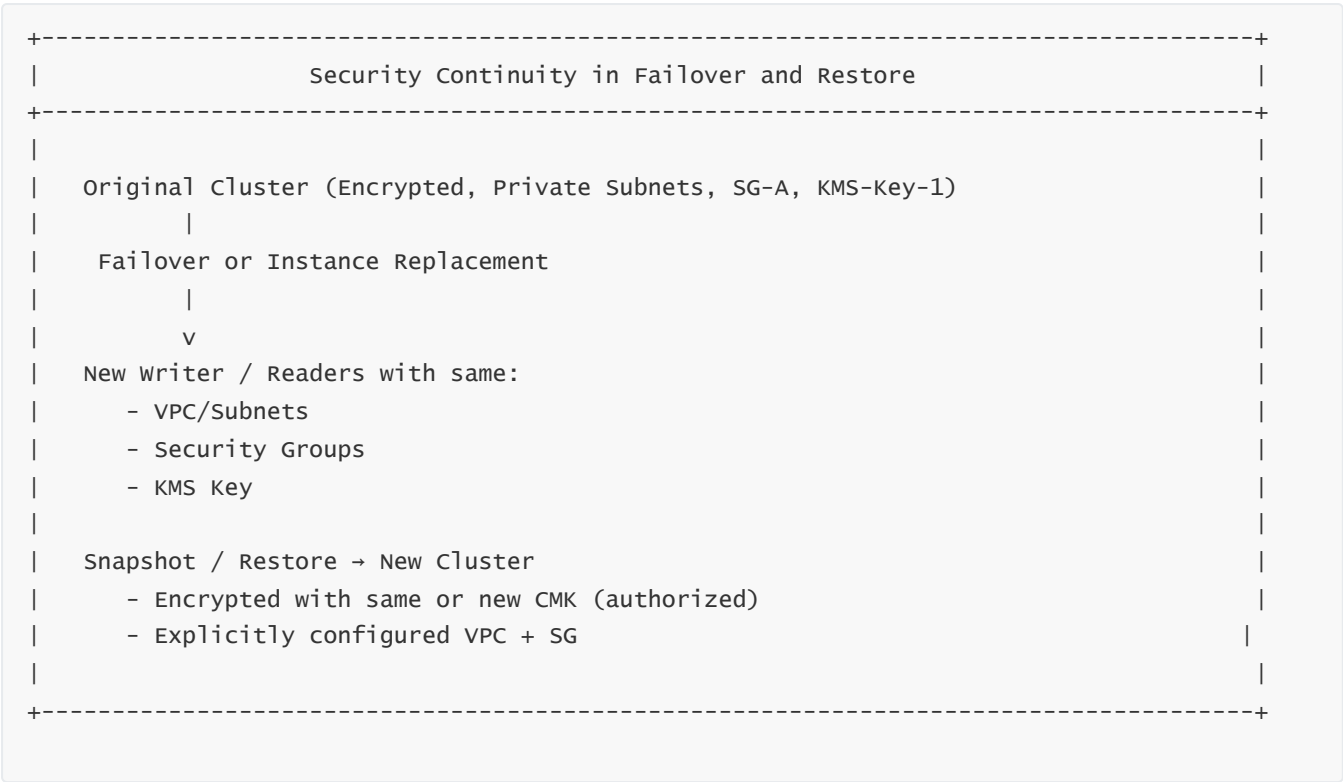 +--------------------------------------------------------------------------------------+
|                    Security Continuity in Failover and Restore                        |
+--------------------------------------------------------------------------------------+
|                                                                                      |
|   Original Cluster (Encrypted, Private Subnets, SG-A, KMS-Key-1)                     |
|          |                                                                           |
|    Failover or Instance Replacement                                                  |
|          |                                                                           |
|          v                                                                           |
|   New Writer / Readers with same:                                                    |
|      - VPC/Subnets                                                                   |
|      - Security Groups                                                               |
|      - KMS Key                                                                       |
|                                                                                      |
|   Snapshot / Restore → New Cluster                                                   |
|      - Encrypted with same or new CMK (authorized)                                   |
|      - Explicitly configured VPC + SG                                               |
|                                                                                      |
+--------------------------------------------------------------------------------------+